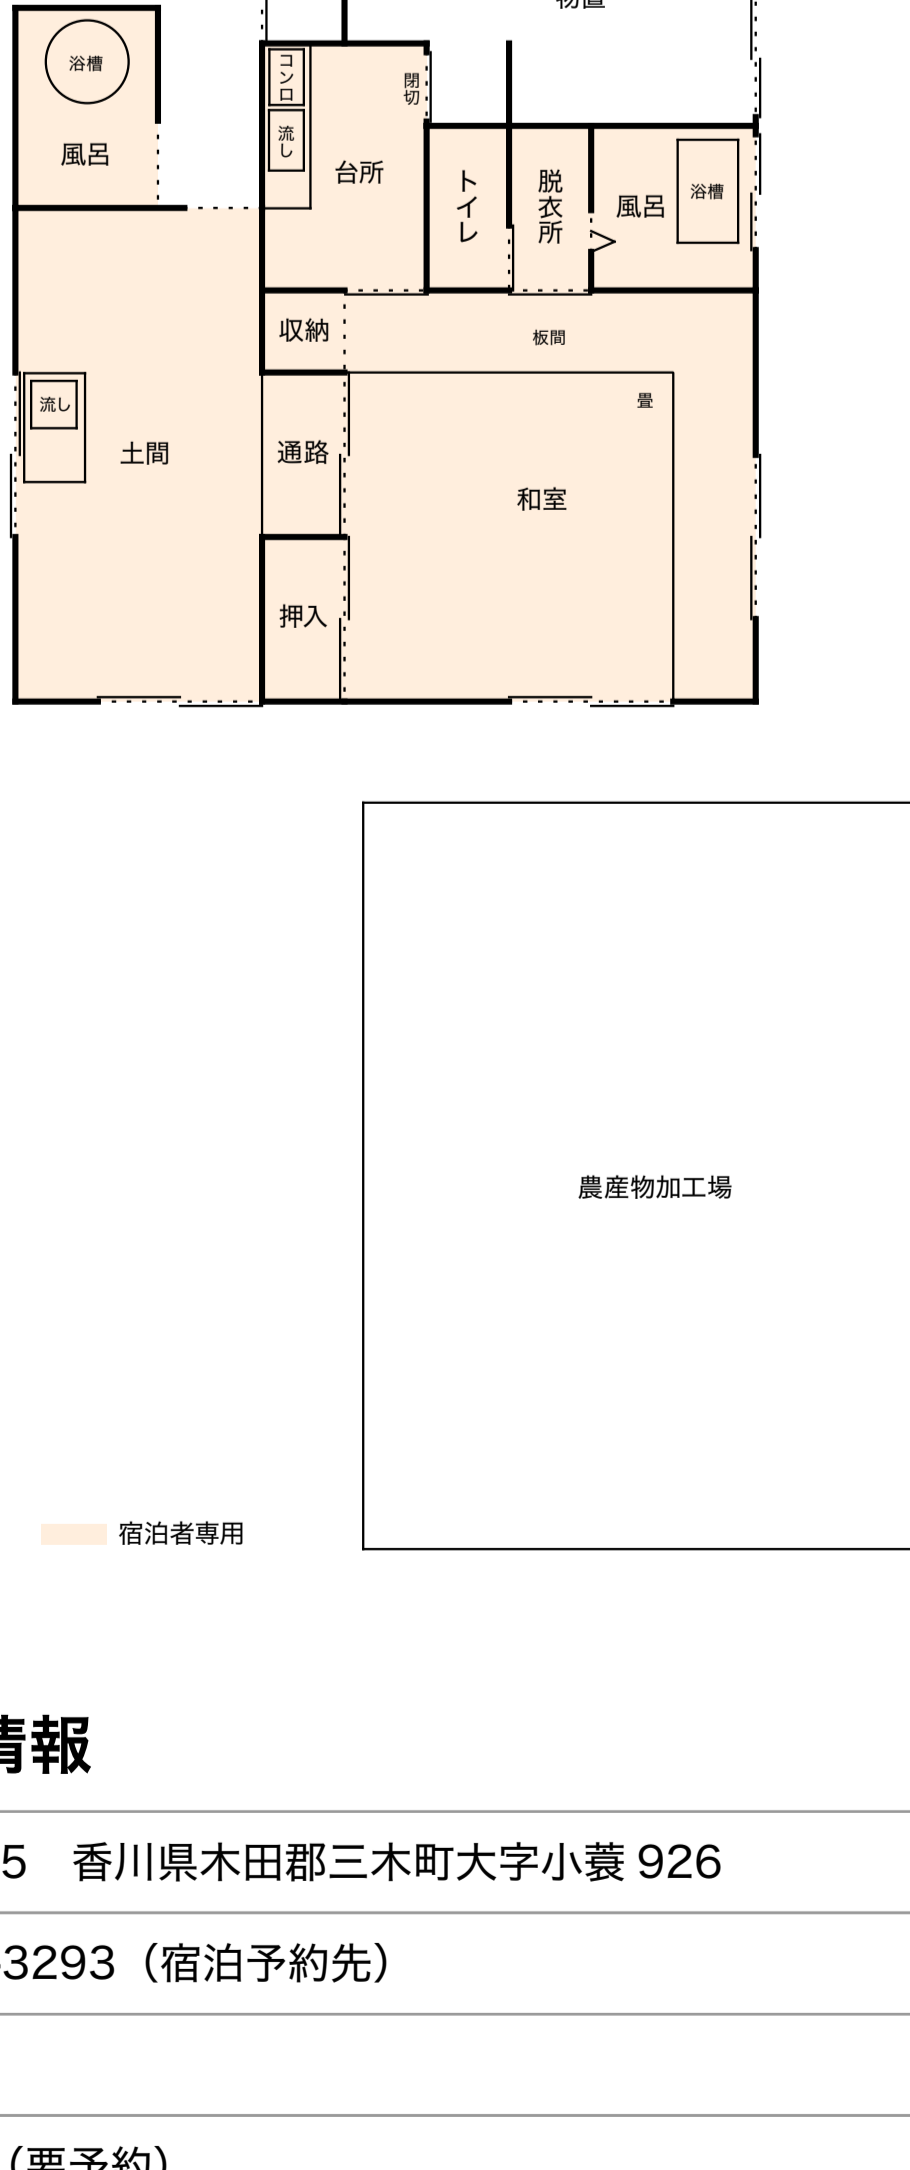 物置
浴槽
風呂
コンロ
流し
閉切
台所
トイレ
脱衣所
風呂
浴槽
収納
板間
畳
流し
土間
通路
和室
押入
農産物加工場
宿泊者専用
情報
5 香川県木田郡三木町大字小蓑 926
3293（宿泊予約先）
（要予約）